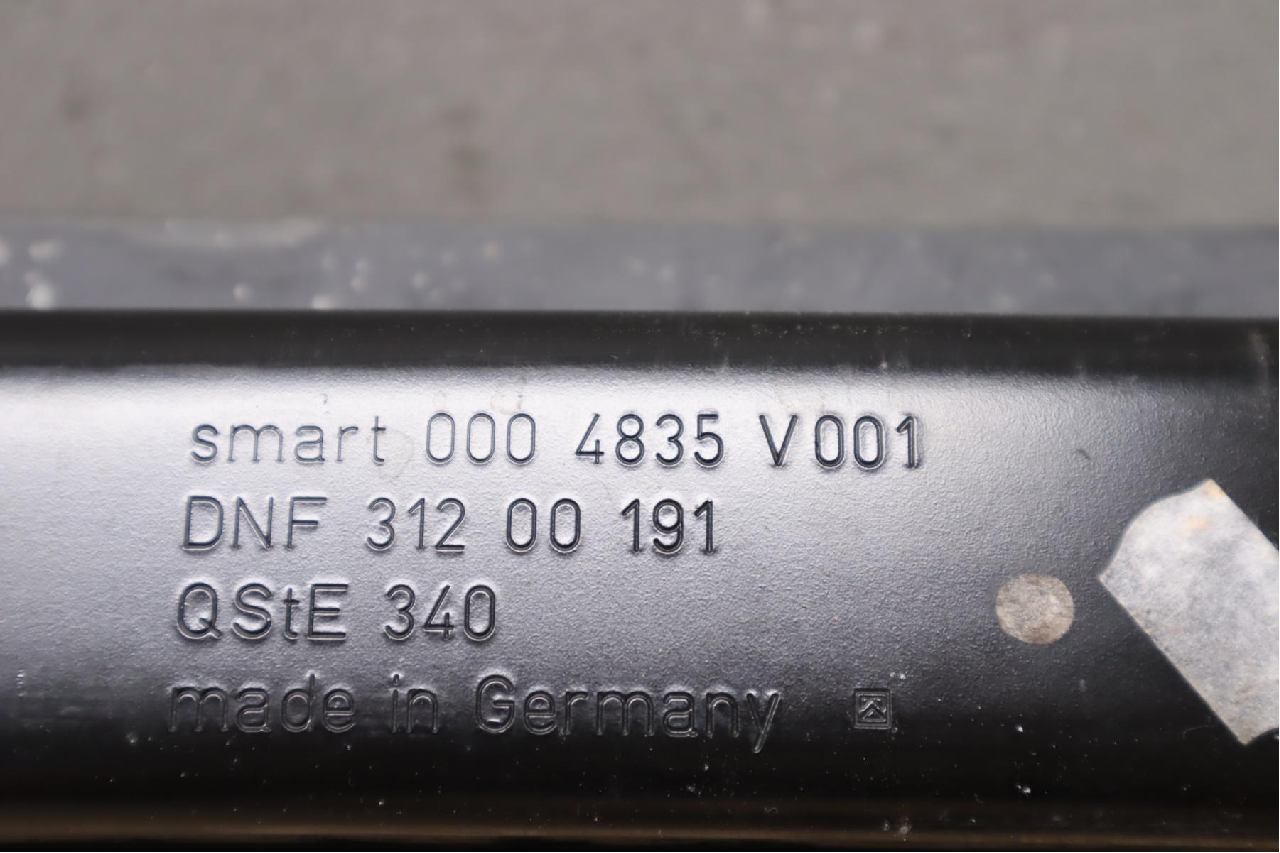 smart 000 4835 V001
DNF 312 00 191
QStE 340
made in Germany